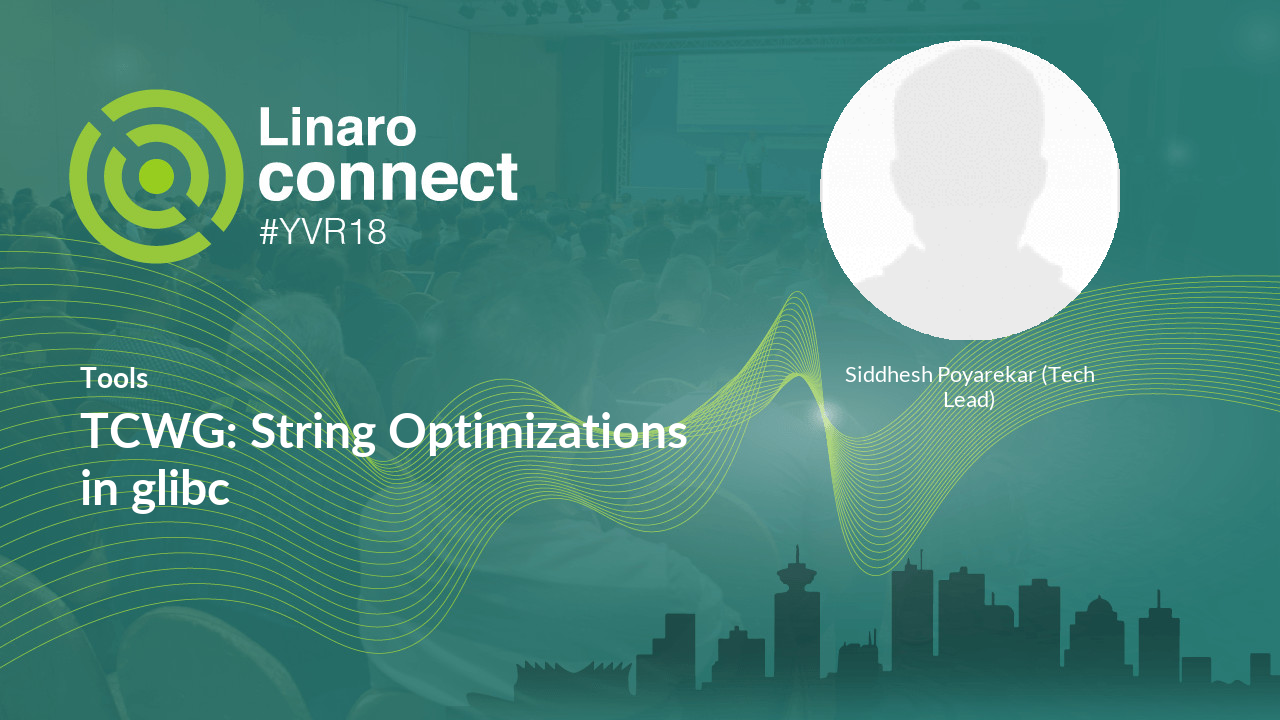 Linaro
connect
#YVR18
Tools
TCWG: String Optimizations
in glibc
Siddhesh Poyarekar (Tech
Lead)